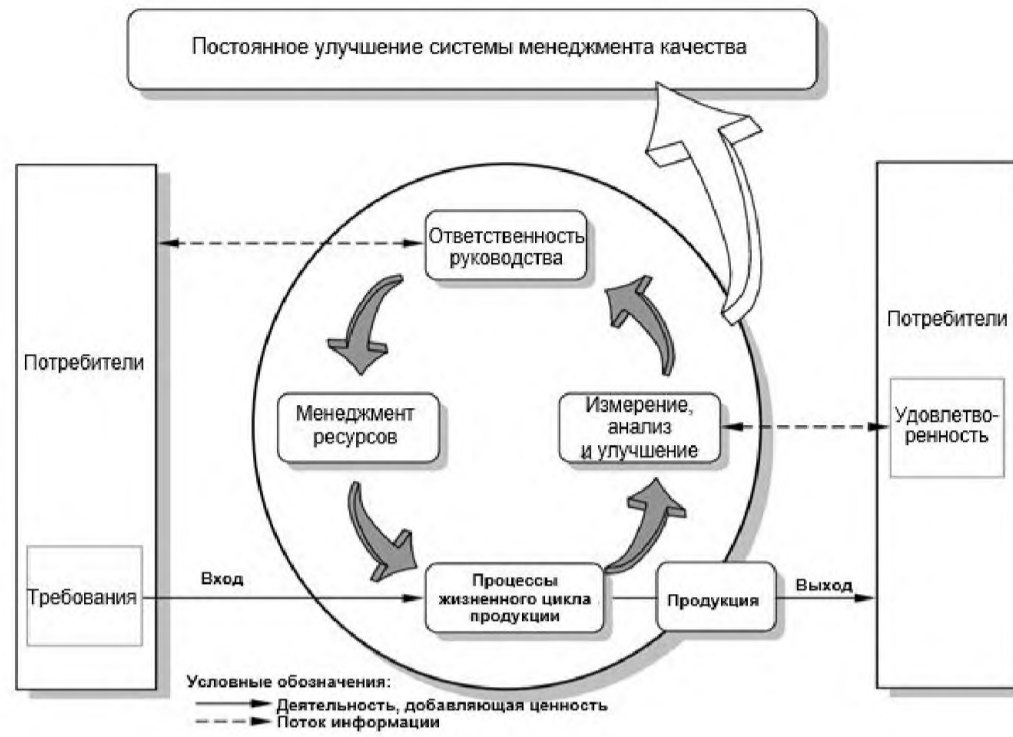 Постоянное улучшение системы менеджмента качества
Потребители
Требования
Ответственность
руководства
Менеджмент
ресурсов
Измерение,
анализ
и улучшение
Вход
Процессы
жизненного цикла
продукции
Продукция
Выход
Потребители
Удовлетво-
ренность
Условные обозначения:
Деятельность, добавляющая ценность
Поток информации